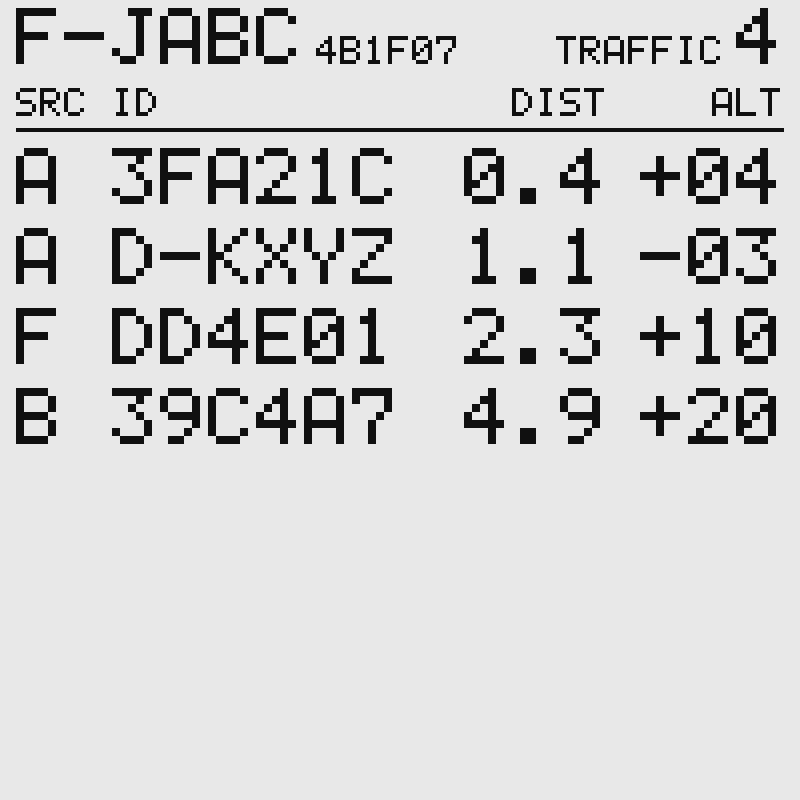 F-JABC 4B1F07 TRAFFIC 4
SRC ID DIST ALT
A 3FA21C 0.4 +04
A D-KXYZ 1.1 -03
F DD4E01 2.3 +10
B 39C4A7 4.9 +20